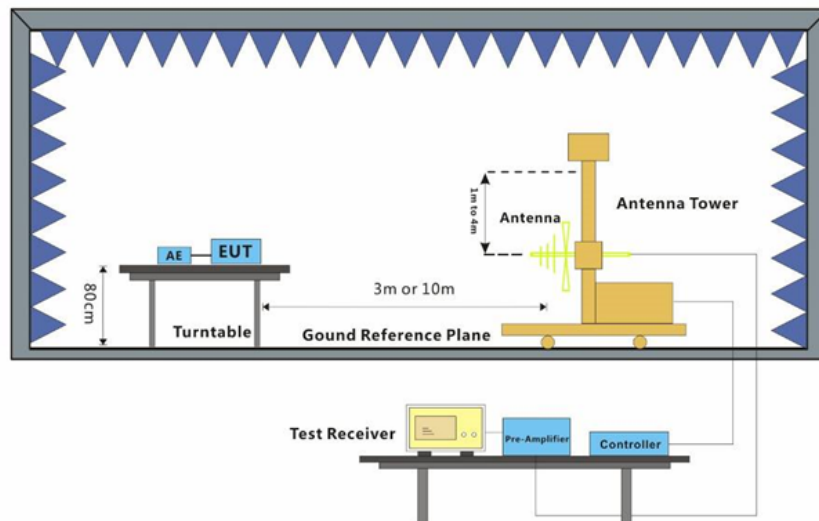 1m to 4m
Antenna
Antenna Tower
AE
EUT
80cm
3m or 10m
Turntable
Gound Reference Plane
Test Receiver
Pre-Amplifier
Controller